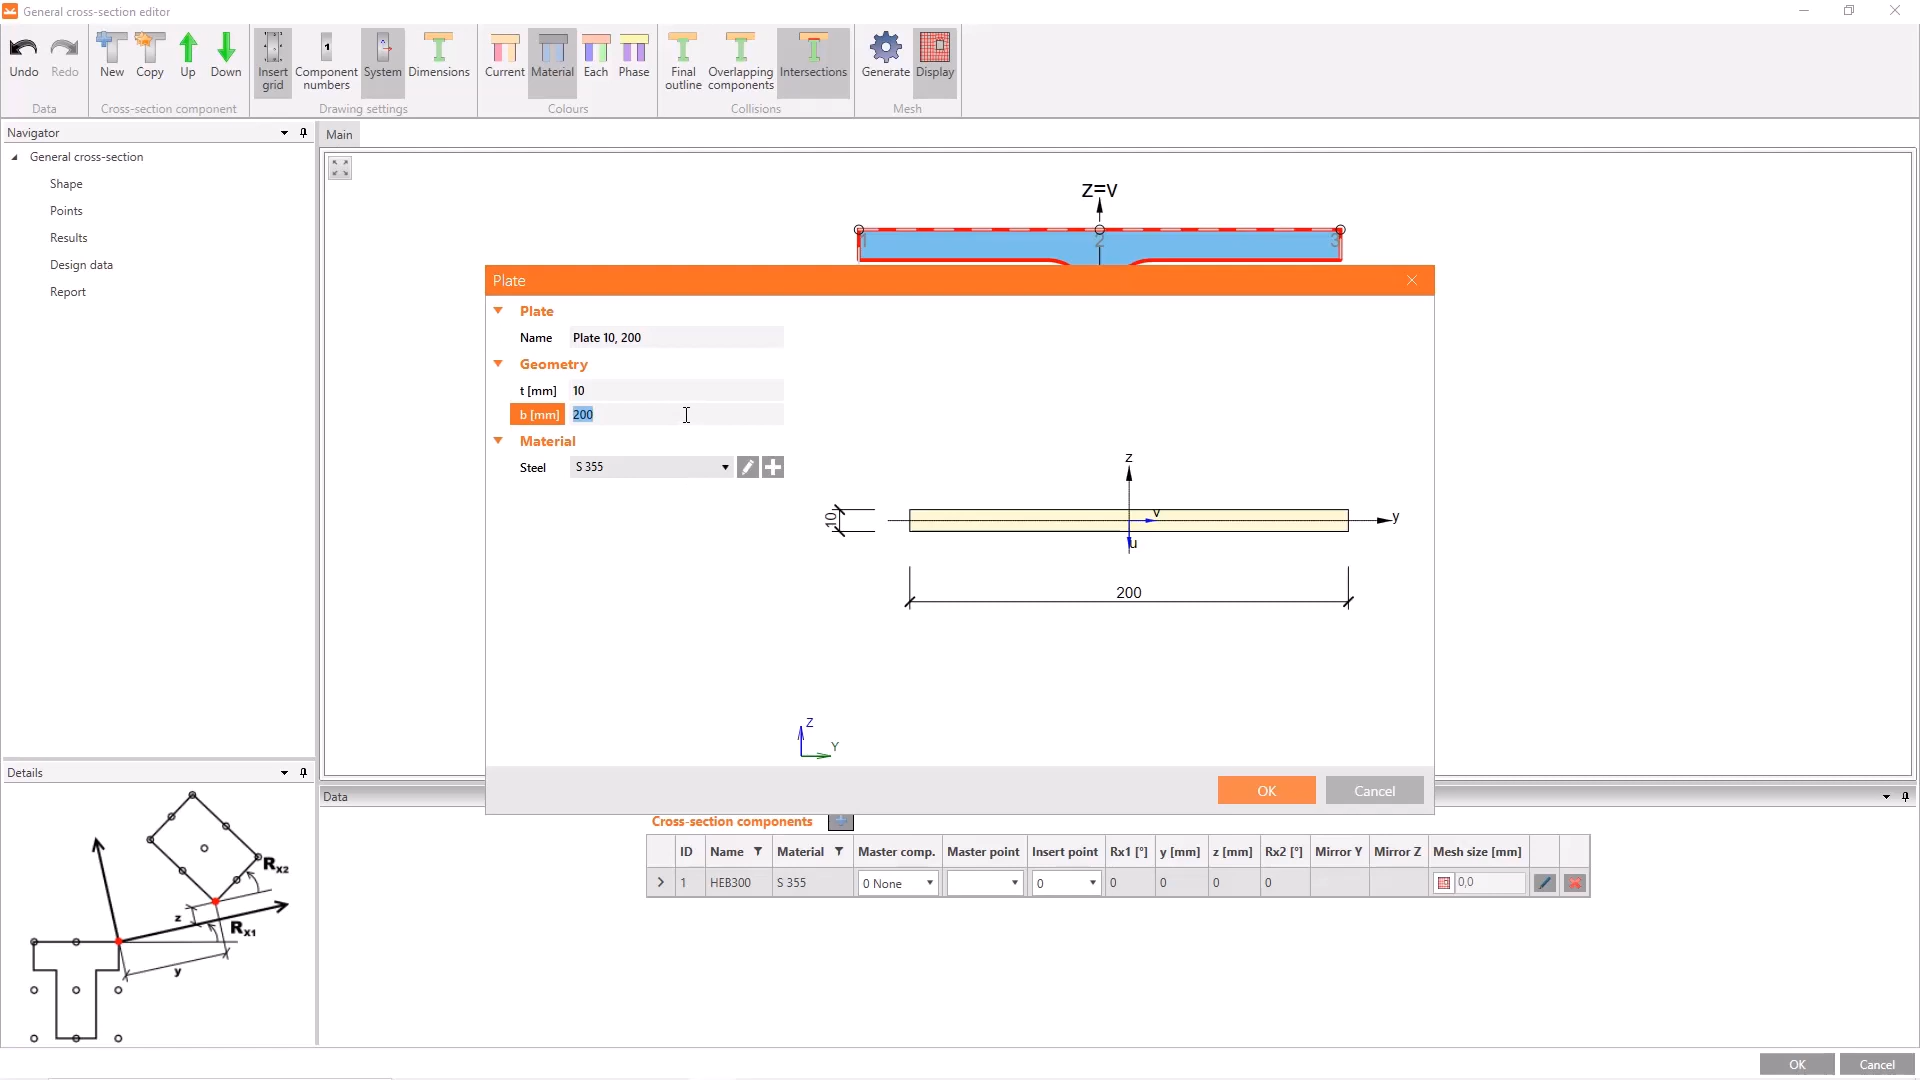 General cross-section editor
Undo Redo New Copy Up Down Insert grid Component numbers System Dimensions Current Material Each Phase Final outline Overlapping components Intersections Generate Display
Data Cross-section component Drawing settings Colours Collisions Mesh
Navigator
Main
General cross-section
Shape
Points
Results
Design data
Report
z=v
1 2 3
Plate
Plate
Name Plate 10, 200
Geometry
t [mm] 10
b [mm] 200
Material
Steel S 355
z
y
v
u
10
200
Z
Y
OK Cancel
Details
Data
Cross-section components
ID Name Material Master comp. Master point Insert point Rx1 [°] y [mm] z [mm] Rx2 [°] Mirror Y Mirror Z Mesh size [mm]
1 HEB300 S 355 0 None 0 0 0 0 0 0,0
Rx2
z
Rx1
y
OK Cancel